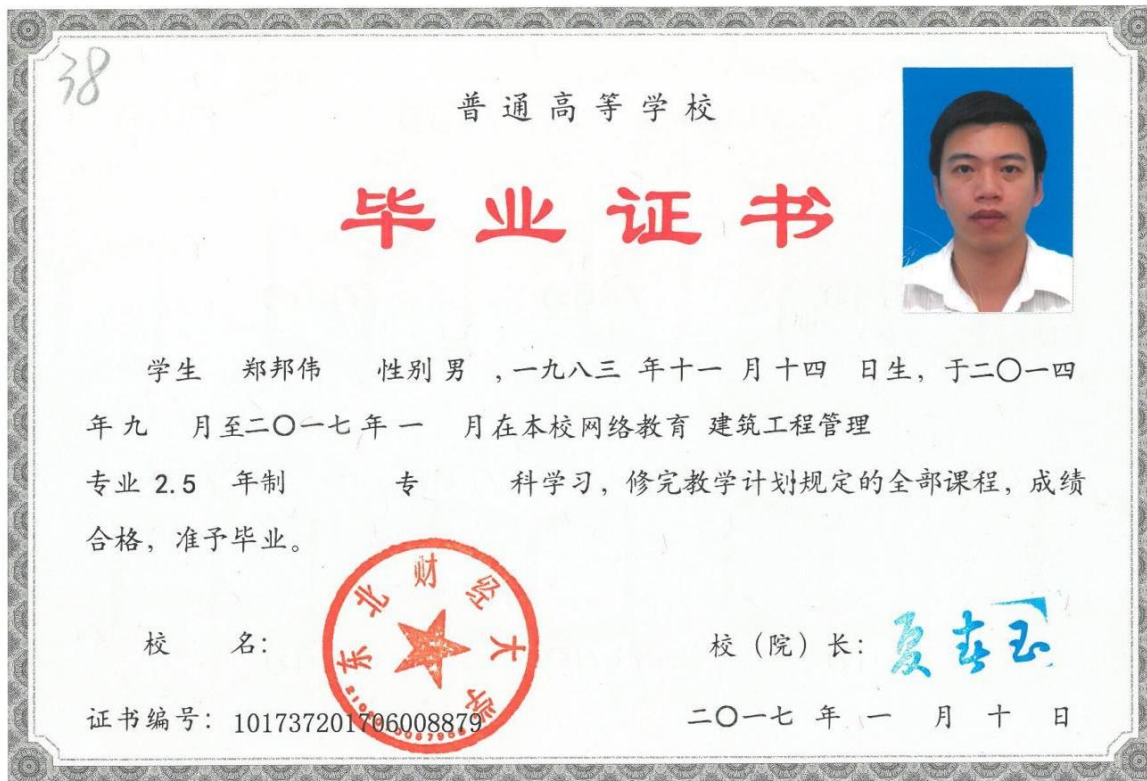 38
普通高等学校
毕业证书
学生 郑邦伟 性别 男 ,一九八三 年十一 月十四 日生，于二〇一四
年九 月至二〇一七年一 月在本校网络教育 建筑工程管理
专业 2.5 年制 专 科学习，修完教学计划规定的全部课程，成绩
合格，准予毕业。
东北财经大学
校 名：
校（院）长：夏春玉
证书编号：101737201706008879
二〇一七 年 一 月 十 日